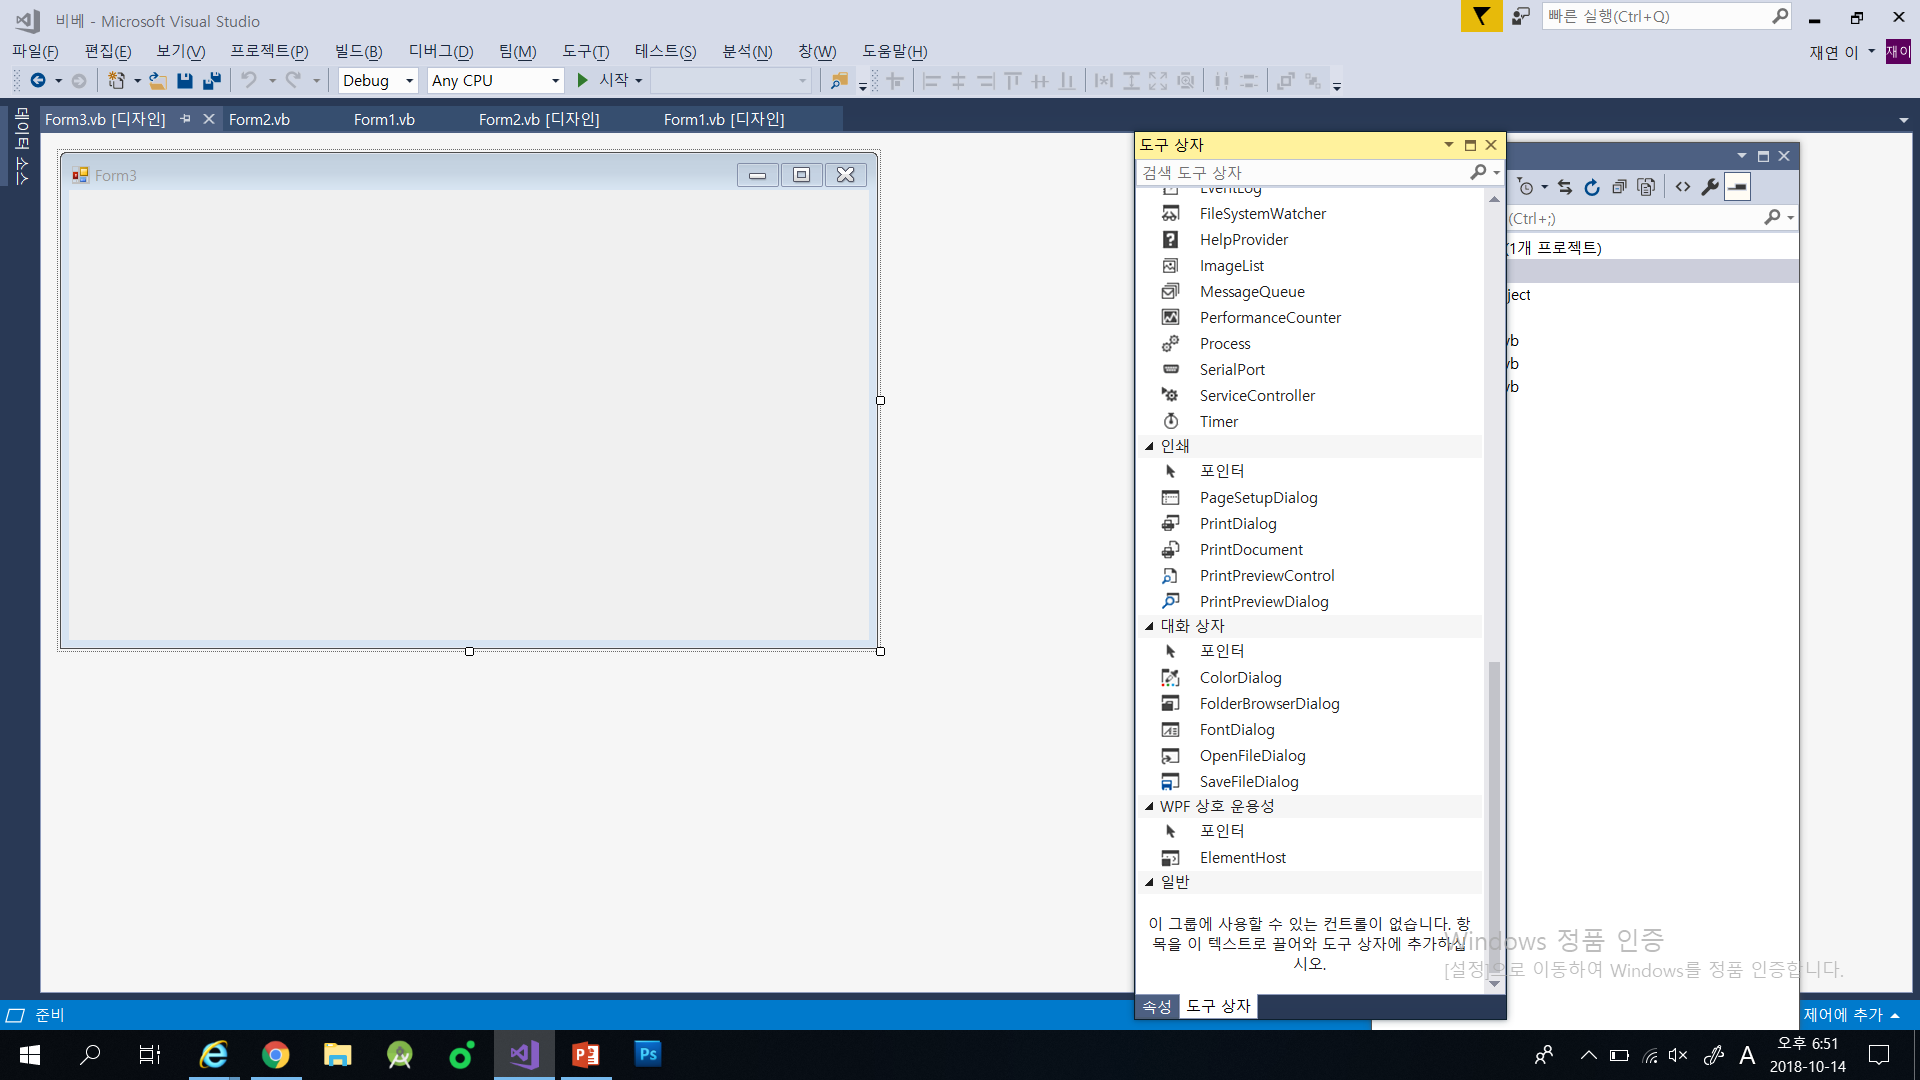 비베 - Microsoft Visual Studio
빠른 실행(Ctrl+Q)
파일(F) 편집(E) 보기(V) 프로젝트(P) 빌드(B) 디버그(D) 팀(M) 도구(T) 테스트(S) 분석(N) 창(W) 도움말(H)
재연 이 재이
Debug Any CPU 시작
데이터 소스
Form3.vb [디자인] Form2.vb Form1.vb Form2.vb [디자인] Form1.vb [디자인]
Form3
도구 상자
검색 도구 상자
EventLog
FileSystemWatcher
HelpProvider
ImageList
MessageQueue
PerformanceCounter
Process
SerialPort
ServiceController
Timer
인쇄
포인터
PageSetupDialog
PrintDialog
PrintDocument
PrintPreviewControl
PrintPreviewDialog
대화 상자
포인터
ColorDialog
FolderBrowserDialog
FontDialog
OpenFileDialog
SaveFileDialog
WPF 상호 운용성
포인터
ElementHost
일반
이 그룹에 사용할 수 있는 컨트롤이 없습니다. 항
목을 이 텍스트로 끌어와 도구 상자에 추가하십
시오.
속성 도구 상자
(Ctrl+;)
(1개 프로젝트)
ject
vb
vb
vb
Windows 정품 인증
[설정]으로 이동하여 Windows를 정품 인증합니다.
준비
제어에 추가
Ps
A
오후 6:51
2018-10-14